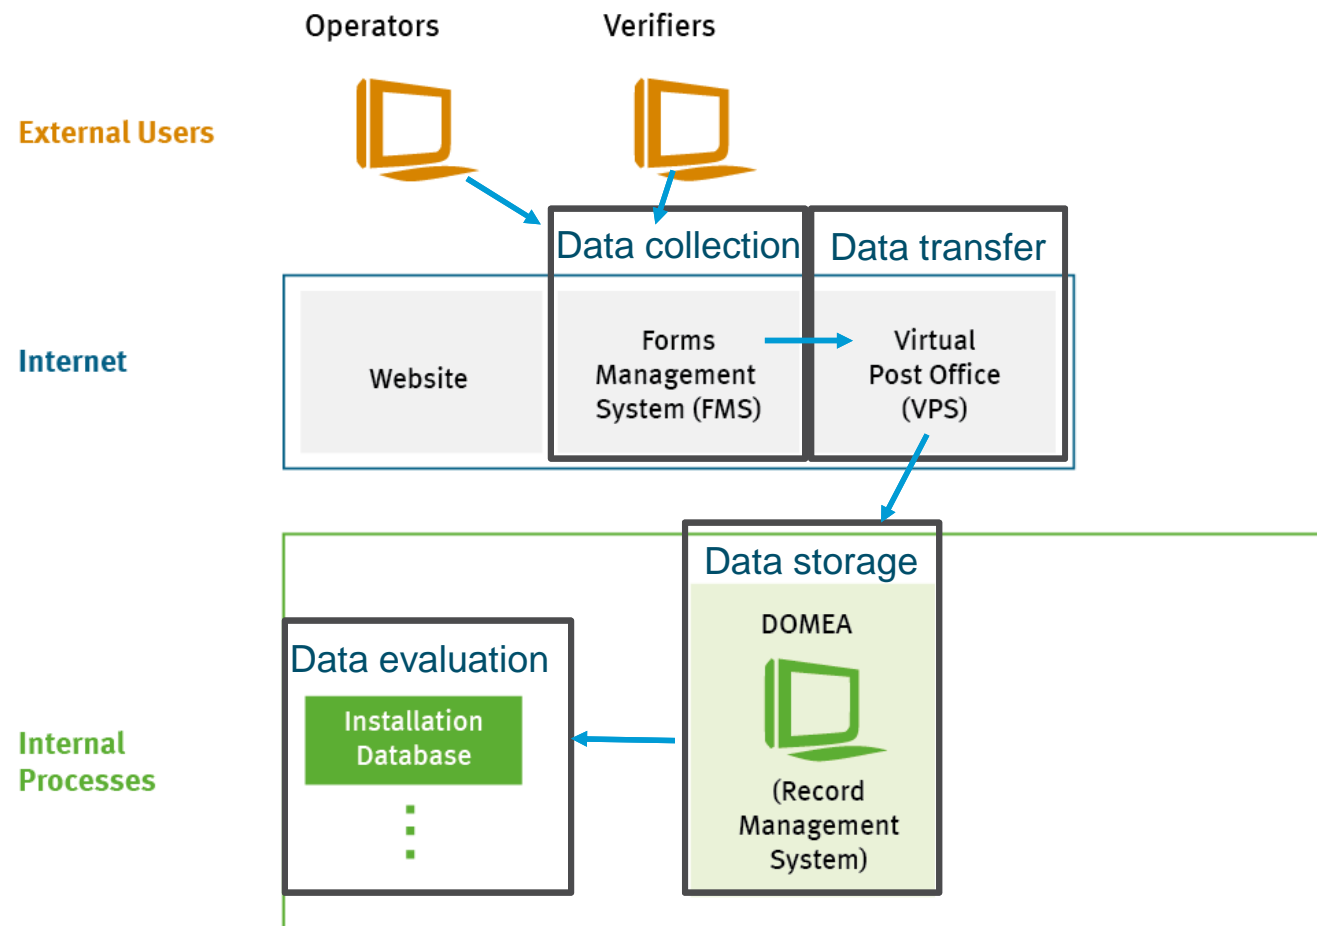 Operators
Verifiers
External Users
Data collection
Data transfer
Internet
Website
Forms
Management
System (FMS)
Virtual
Post Office
(VPS)
Data storage
DOMEA
(Record
Management
System)
Data evaluation
Installation
Database
Internal
Processes